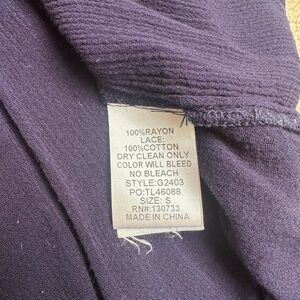 100%RAYON
LACE:
100%COTTON
DRY CLEAN ONLY
COLOR WILL BLEED
NO BLEACH
STYLE:G2403
PO:TL46088
SIZE: S
RN#:130733
MADE IN CHINA